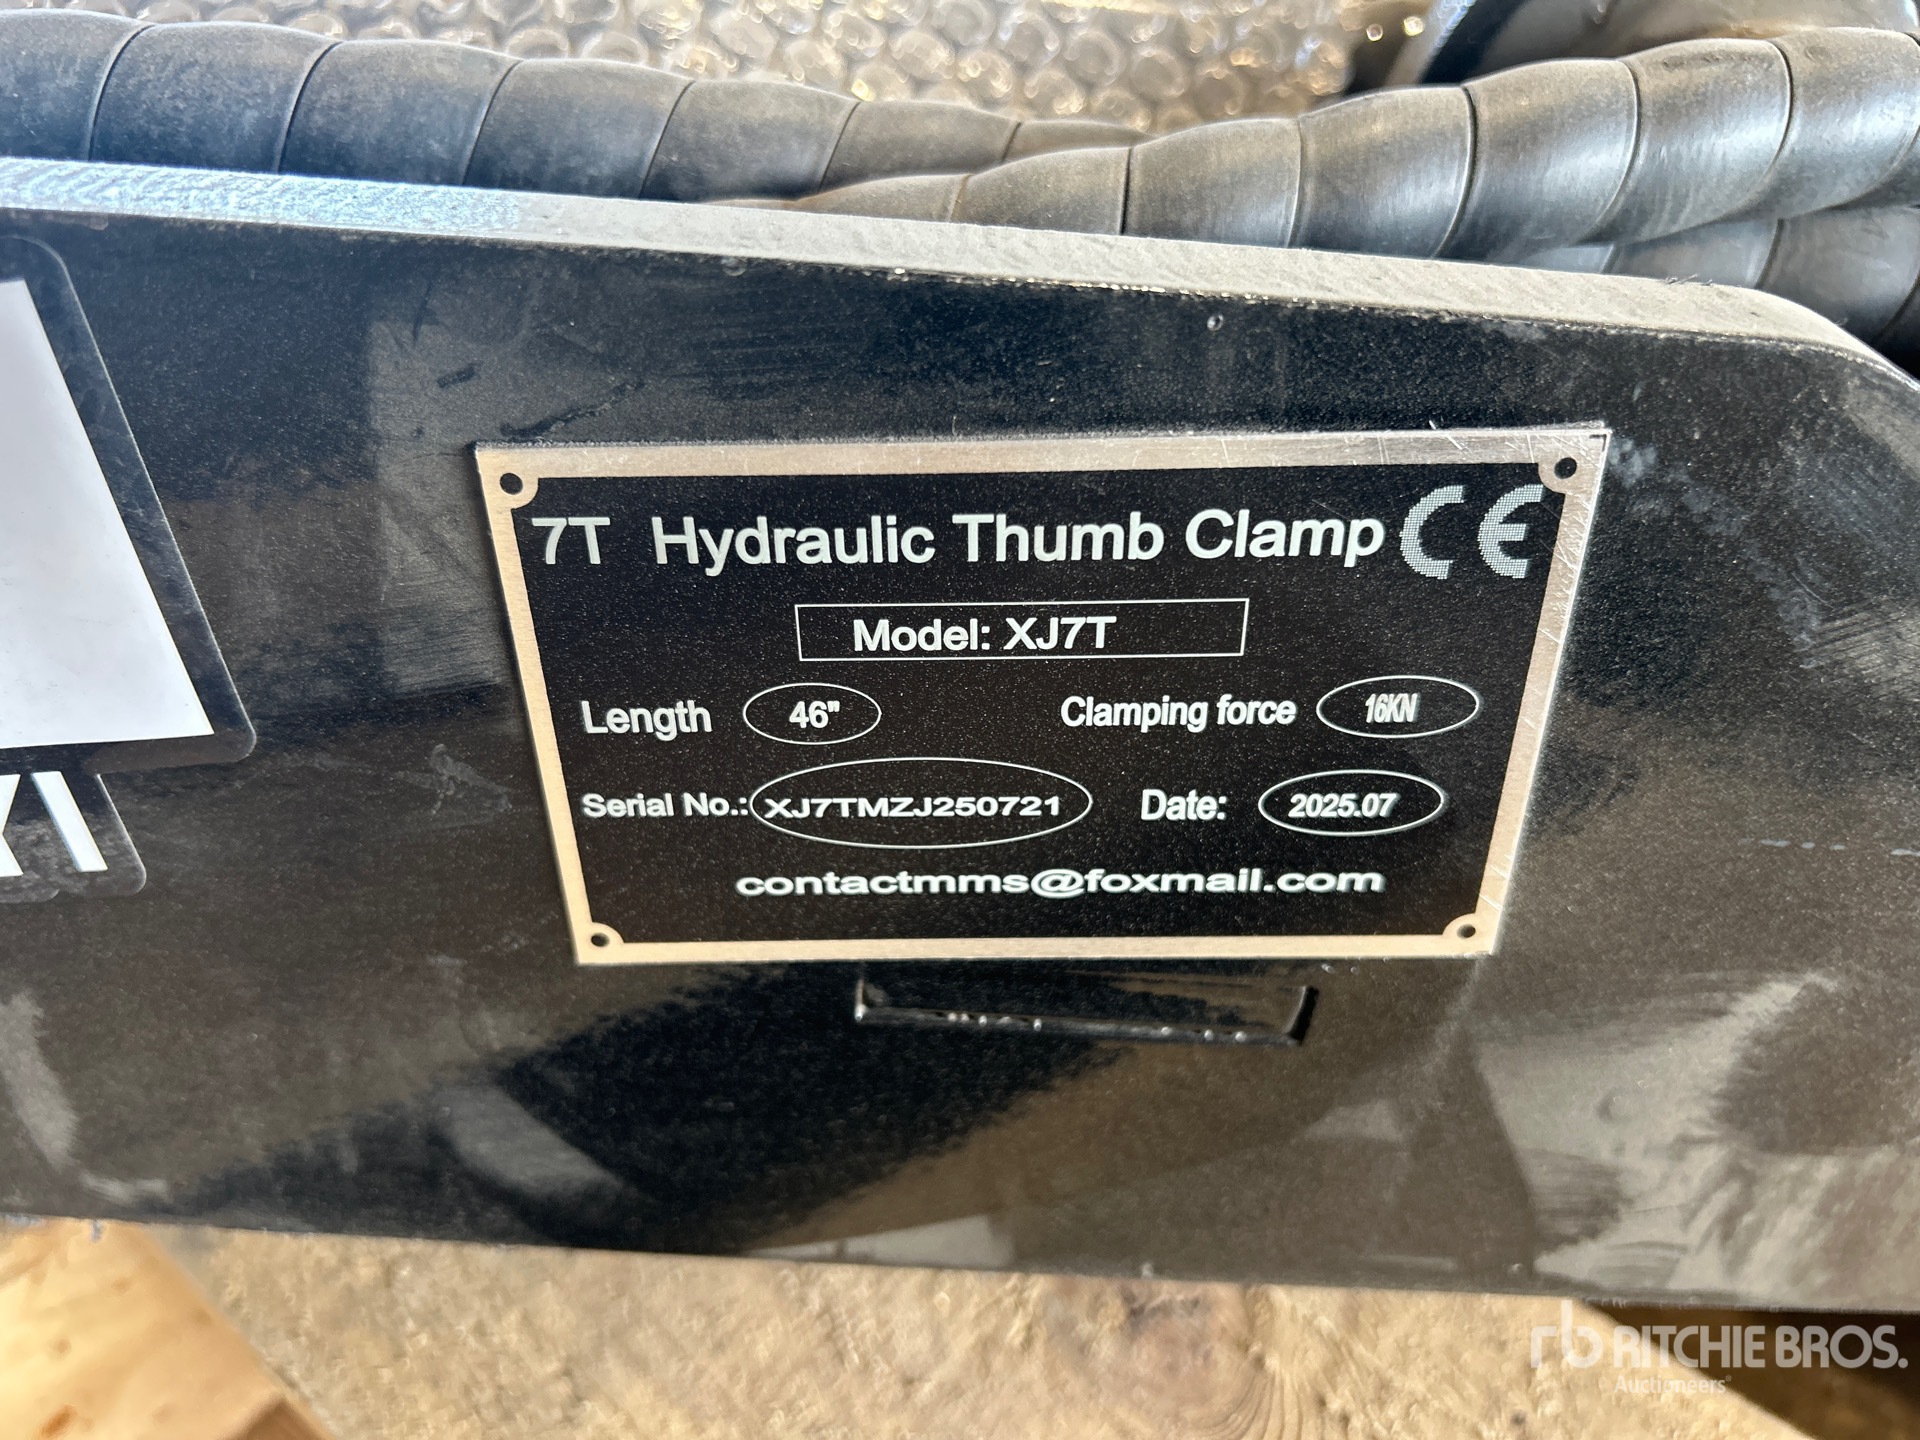 7T Hydraulic Thumb Clamp CE
Model: XJ7T
Length 46" Clamping force 16KN
Serial No.: XJ7TMZJ250721 Date: 2025.07
contactmms@foxmail.com
rb RITCHIE BROS.
Auctioneers